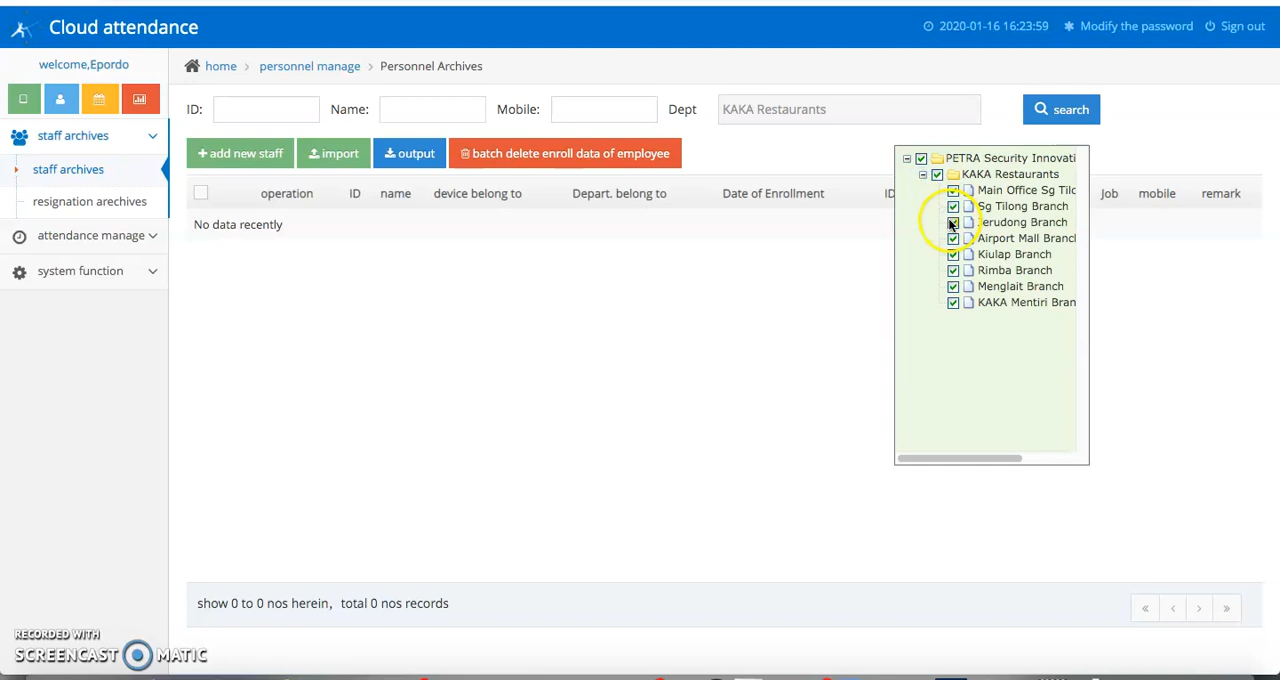 Cloud attendance
2020-01-16 16:23:59 Modify the password Sign out
welcome,Epordo
home > personnel manage > Personnel Archives
ID: Name: Mobile: Dept KAKA Restaurants search
staff archives
+ add new staff import output batch delete enroll data of employee
staff archives
resignation arechives
attendance manage
system function
operation ID name device belong to Depart. belong to Date of Enrollment ID Job mobile remark
No data recently
PETRA Security Innovati
KAKA Restaurants
Main Office Sg Tilc
Sg Tilong Branch
Jerudong Branch
Airport Mall Branch
Kiulap Branch
Rimba Branch
Menglait Branch
KAKA Mentiri Bran
show 0 to 0 nos herein, total 0 nos records
« ‹ › »
RECORDED WITH
SCREENCAST MATIC